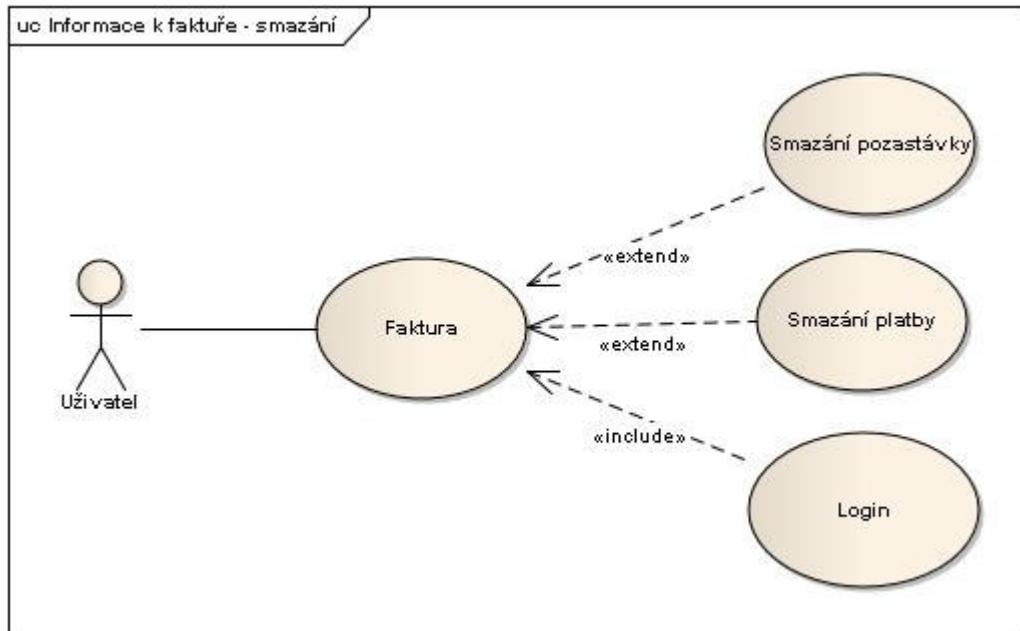 uc Informace k faktuře - smazání
Smazání pozastávky
«extend»
Faktura
Smazání platby
«extend»
Uživatel
«include»
Login